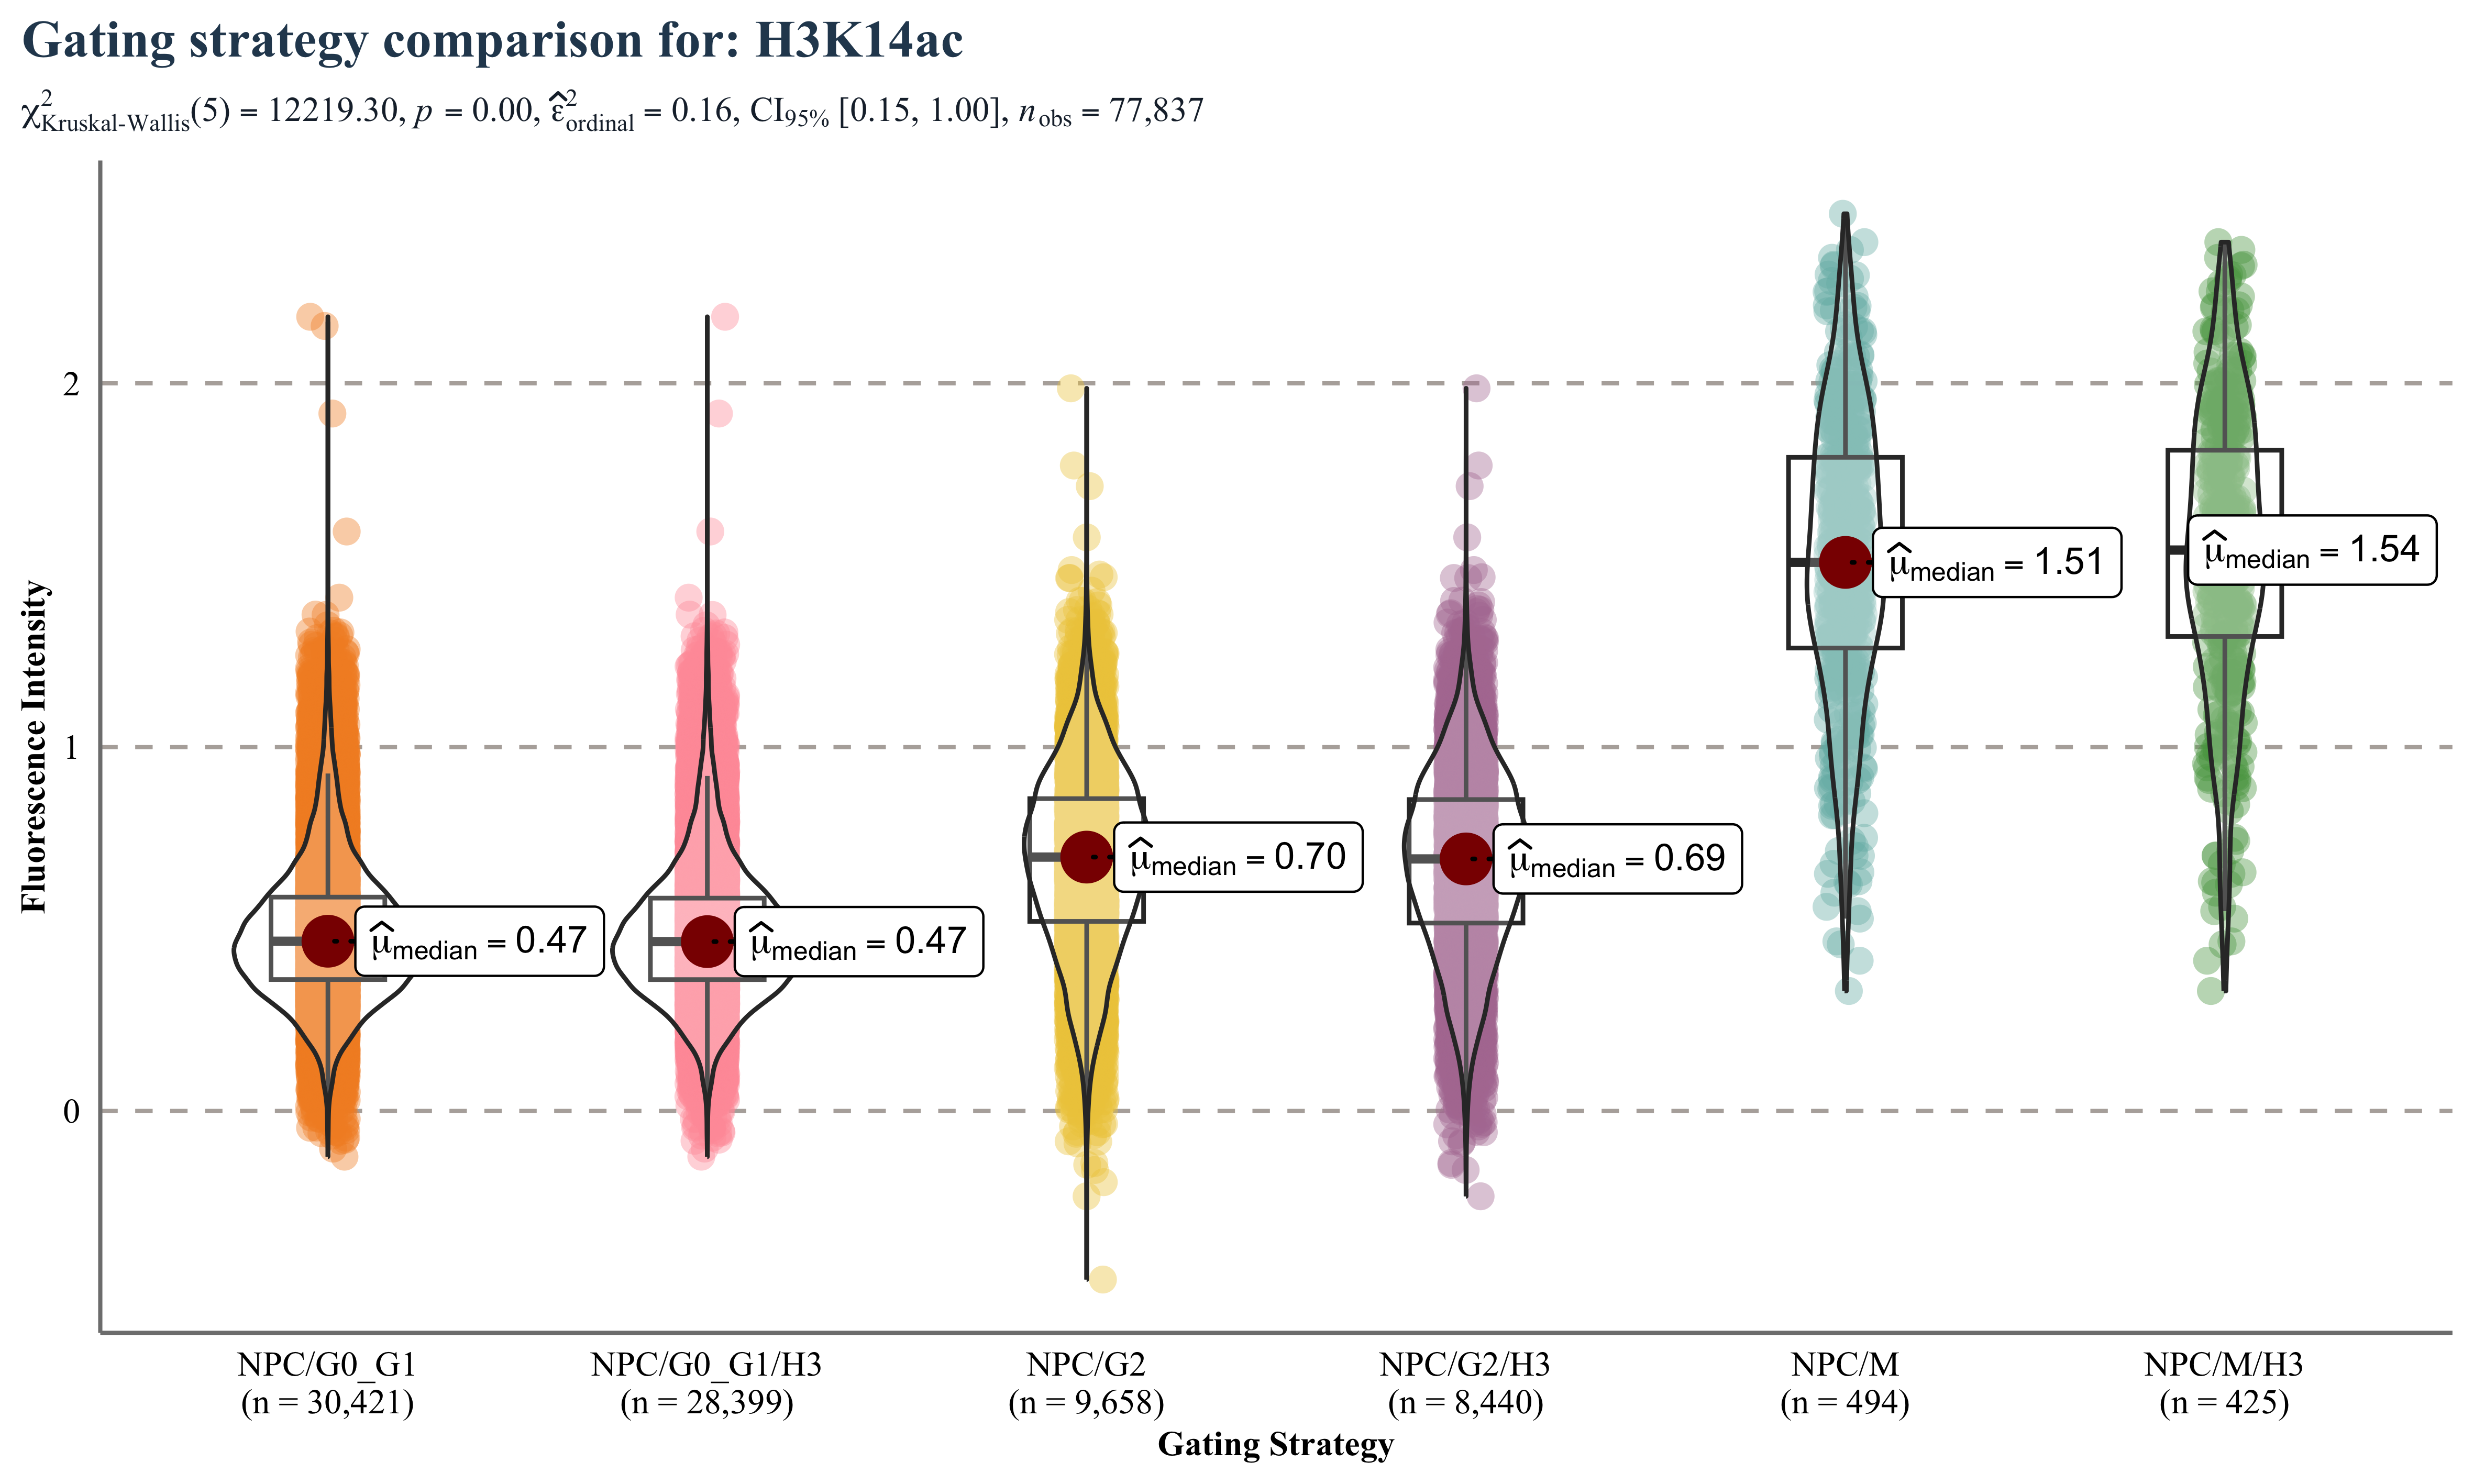 Gating strategy comparison for: H3K14ac
χ²Kruskal-Wallis(5) = 12219.30, p = 0.00, ε̂²ordinal = 0.16, CI95% [0.15, 1.00], nobs = 77,837
Fluorescence Intensity
2
1
0
μ̂median = 0.47
μ̂median = 0.47
μ̂median = 0.70
μ̂median = 0.69
μ̂median = 1.51
μ̂median = 1.54
NPC/G0_G1
(n = 30,421)
NPC/G0_G1/H3
(n = 28,399)
NPC/G2
(n = 9,658)
NPC/G2/H3
(n = 8,440)
NPC/M
(n = 494)
NPC/M/H3
(n = 425)
Gating Strategy